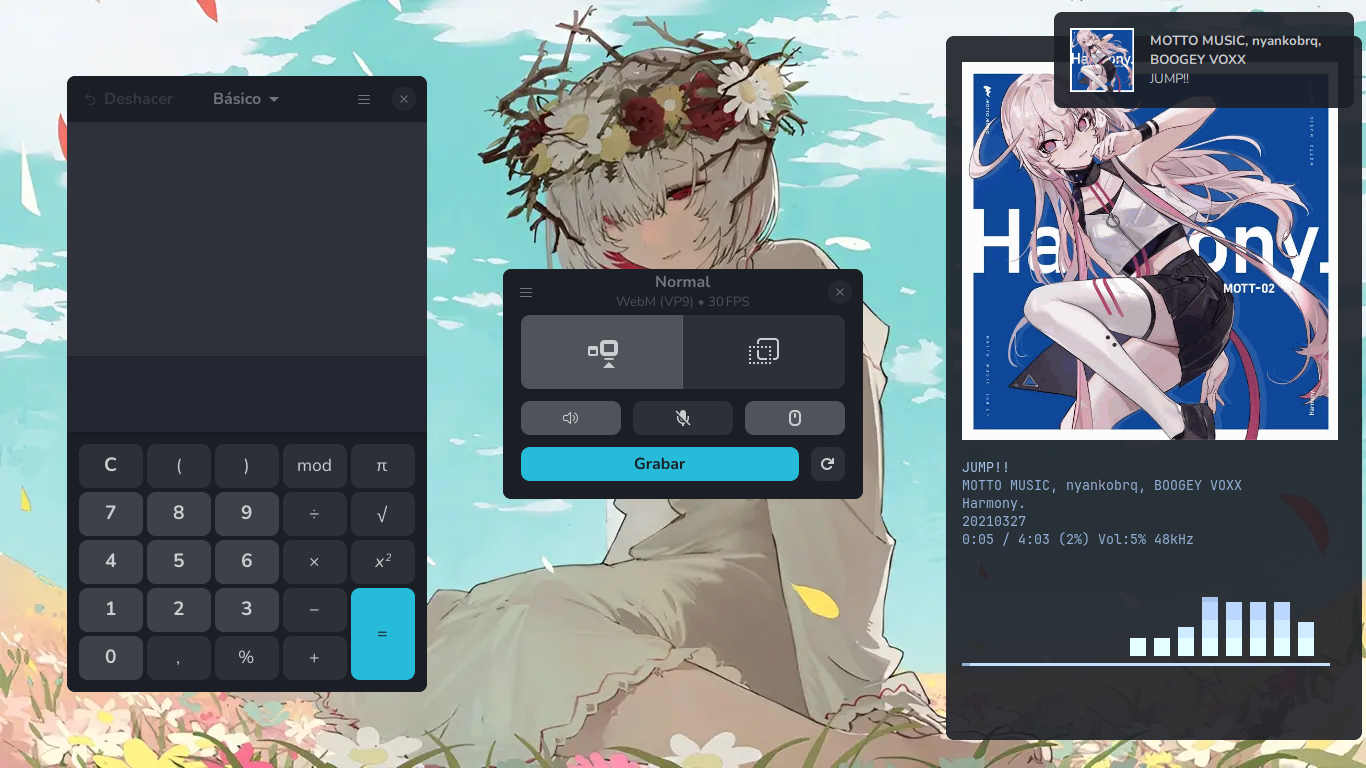 Deshacer
Básico
C ( ) mod π
7 8 9 ÷ √
4 5 6 × x²
1 2 3 −
=
0 , % +
Normal
WebM (VP9) • 30 FPS
Grabar
MOTTO MUSIC, nyankobrq,
BOOGEY VOXX
JUMP!!
Harmony.
MOTT-02
JUMP!!
MOTTO MUSIC, nyankobrq, BOOGEY VOXX
Harmony.
20210327
0:05 / 4:03 (2%) Vol:5% 48kHz